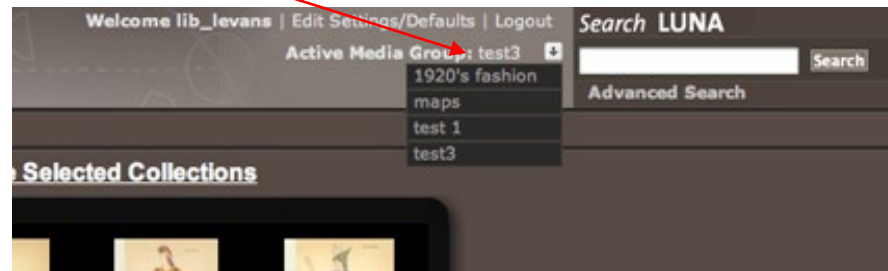 Welcome lib_levans | Edit Settings/Defaults | Logout
Active Media Group: test3
1920's fashion
maps
test 1
test3
Search LUNA
Search
Advanced Search
Selected Collections